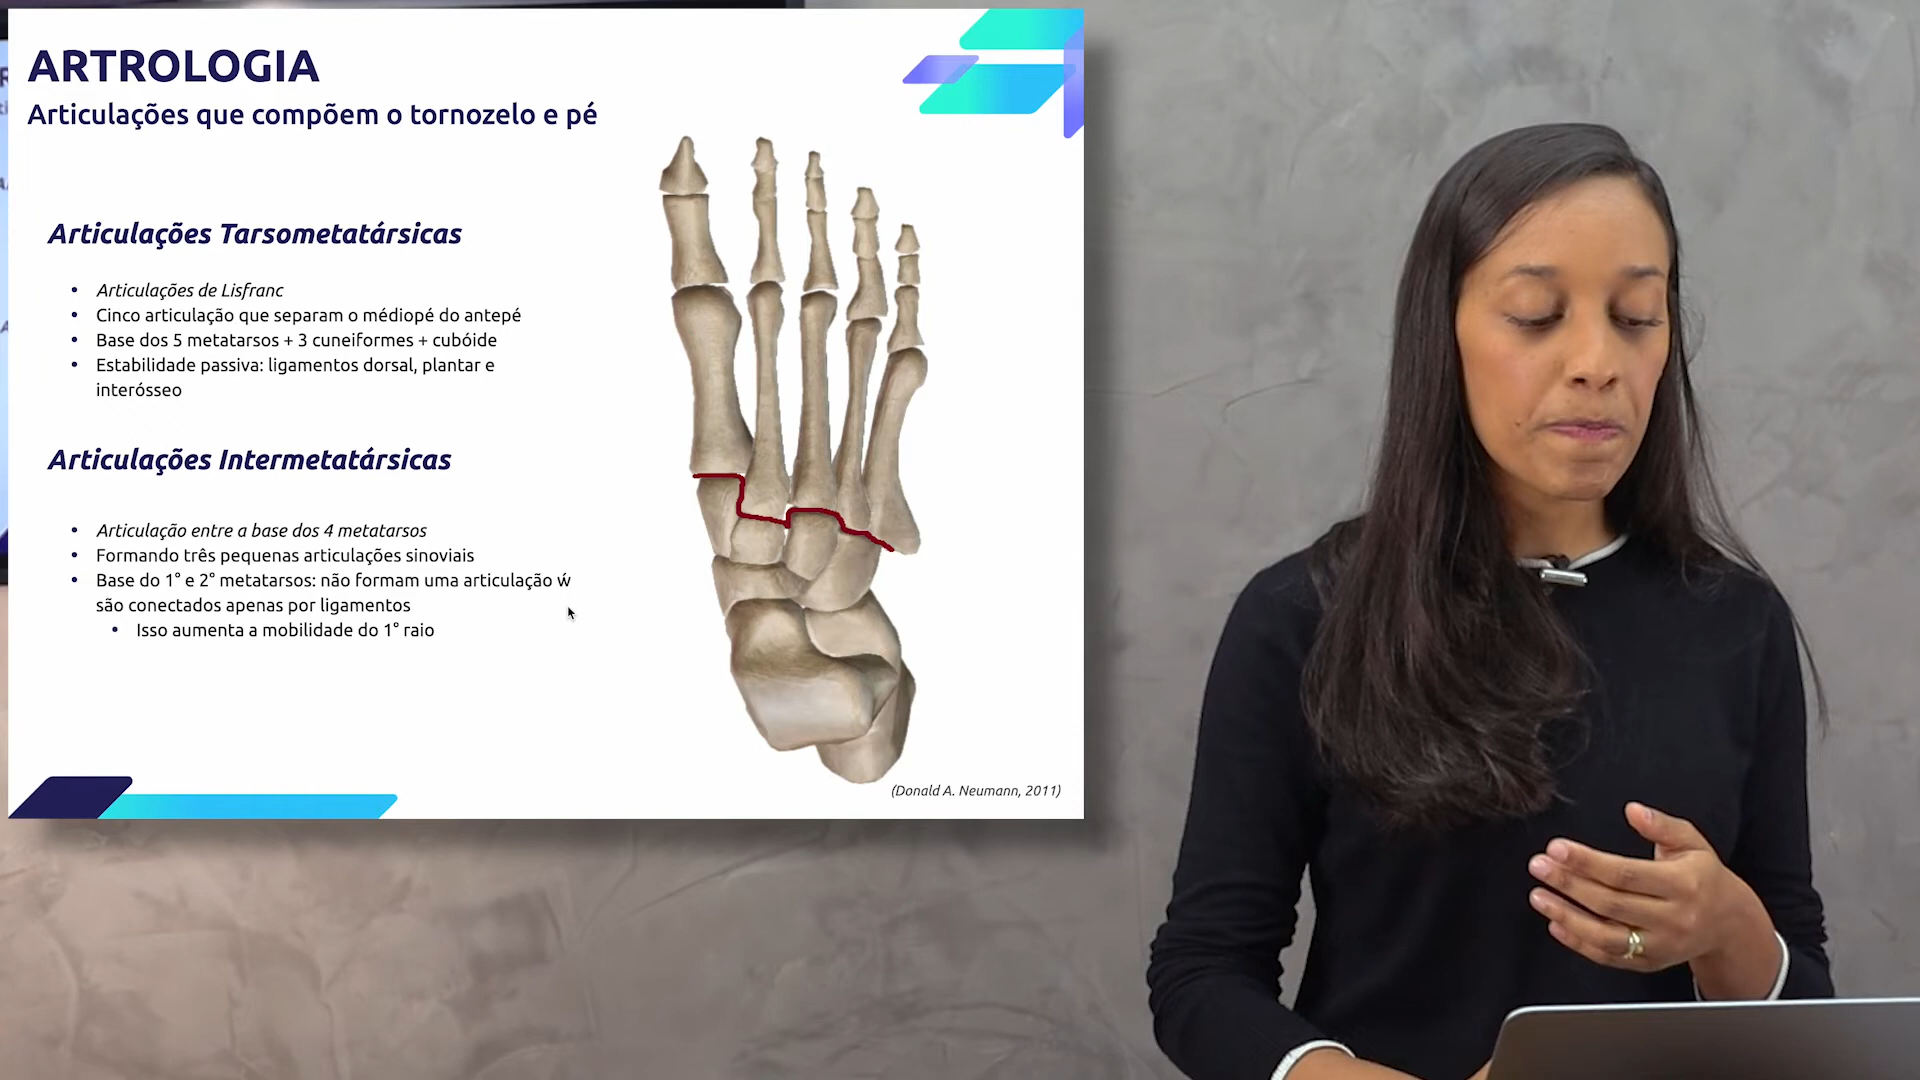 ARTROLOGIA
Articulações que compõem o tornozelo e pé
Articulações Tarsometatársicas
• Articulações de Lisfranc
• Cinco articulação que separam o médiopé do antepé
• Base dos 5 metatarsos + 3 cuneiformes + cubóide
• Estabilidade passiva: ligamentos dorsal, plantar e
interósseo
Articulações Intermetatársicas
• Articulação entre a base dos 4 metatarsos
• Formando três pequenas articulações sinoviais
• Base do 1° e 2° metatarsos: não formam uma articulação ẃ
são conectados apenas por ligamentos
• Isso aumenta a mobilidade do 1° raio
(Donald A. Neumann, 2011)